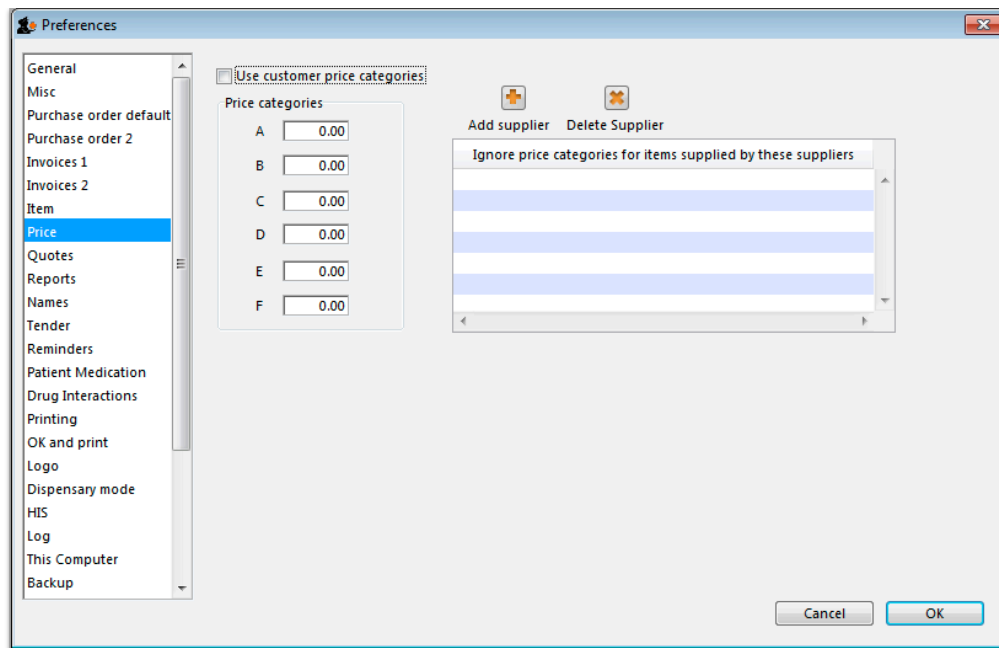 Preferences
General
Misc
Purchase order default
Purchase order 2
Invoices 1
Invoices 2
Item
Price
Quotes
Reports
Names
Tender
Reminders
Patient Medication
Drug Interactions
Printing
OK and print
Logo
Dispensary mode
HIS
Log
This Computer
Backup
Use customer price categories
Price categories
A 0.00
B 0.00
C 0.00
D 0.00
E 0.00
F 0.00
Add supplier Delete Supplier
Ignore price categories for items supplied by these suppliers
Cancel OK